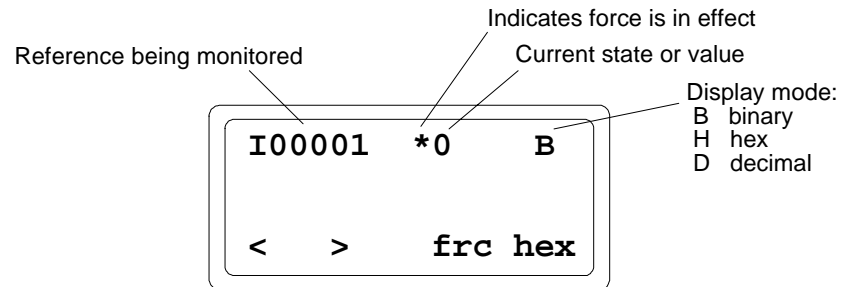 Indicates force is in effect
Reference being monitored
Current state or value
Display mode:
B binary
H hex
D decimal
I00001 *0 B
< > frc hex